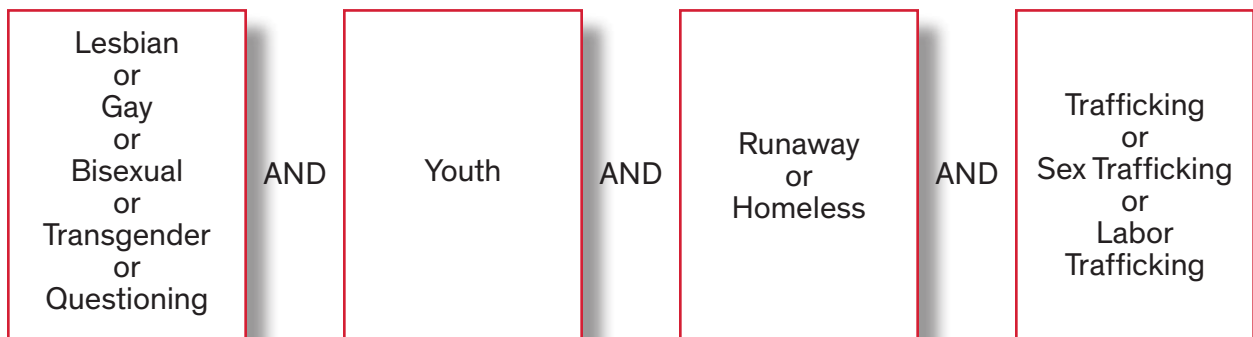 Lesbian
or
Gay
or
Bisexual
or
Transgender
or
Questioning
AND
Youth
AND
Runaway
or
Homeless
AND
Trafficking
or
Sex Trafficking
or
Labor
Trafficking